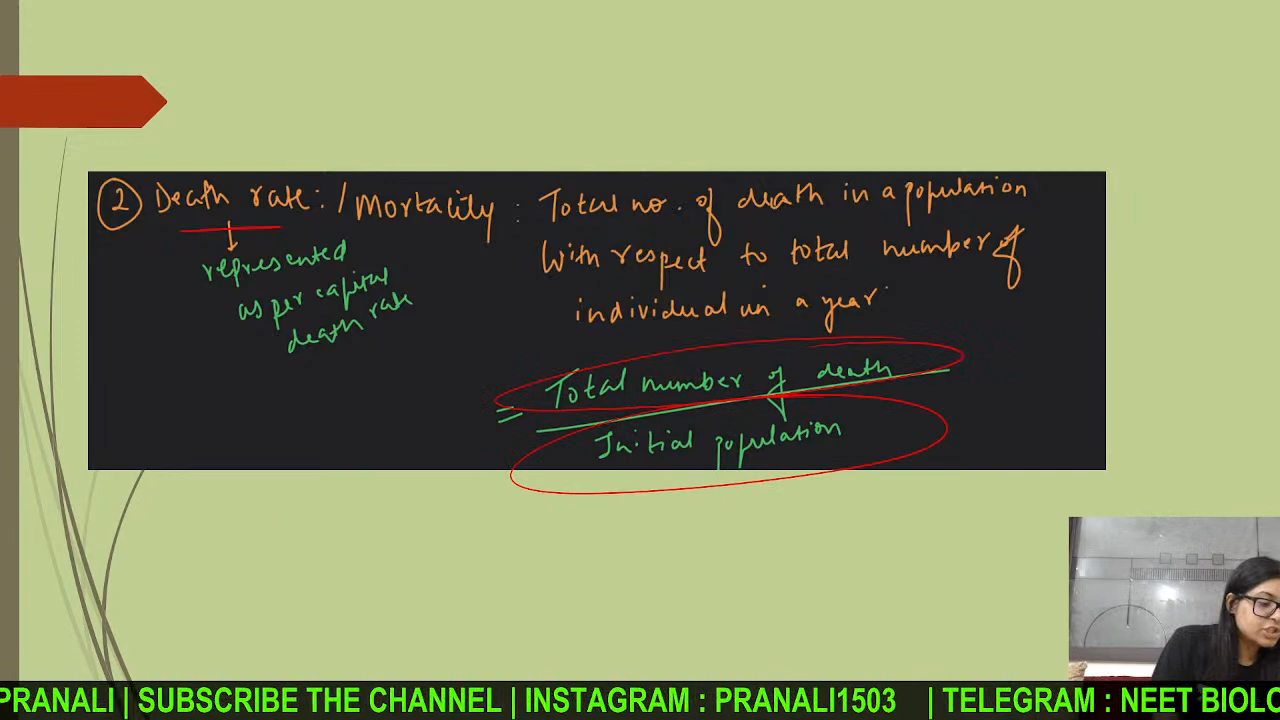 ② Death rate: / Mortality : Total no. of death in a population
with respect to total number of
individual in a year
represented
as per capital
death rate
= Total number of death
Initial population
PRANALI | SUBSCRIBE THE CHANNEL | INSTAGRAM : PRANALI1503 | TELEGRAM : NEET BIOLO